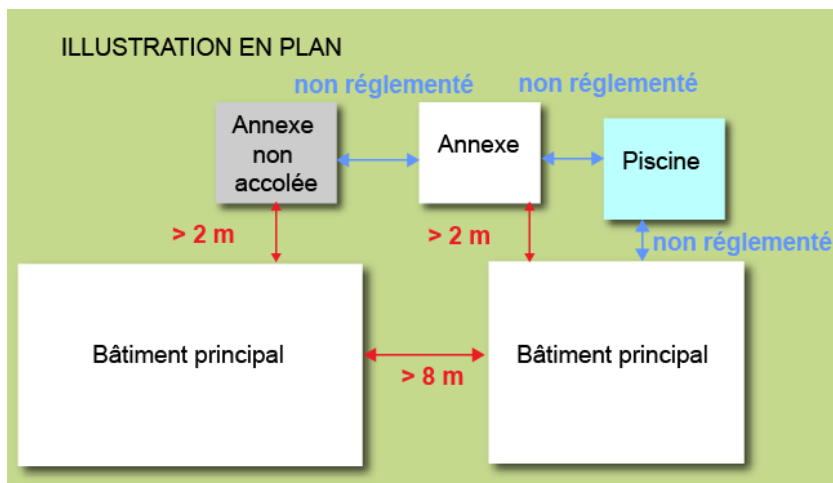 ILLUSTRATION EN PLAN
non réglementé
non réglementé
Annexe
non
accolée
Annexe
Piscine
> 2 m
> 2 m
non réglementé
Bâtiment principal
Bâtiment principal
> 8 m